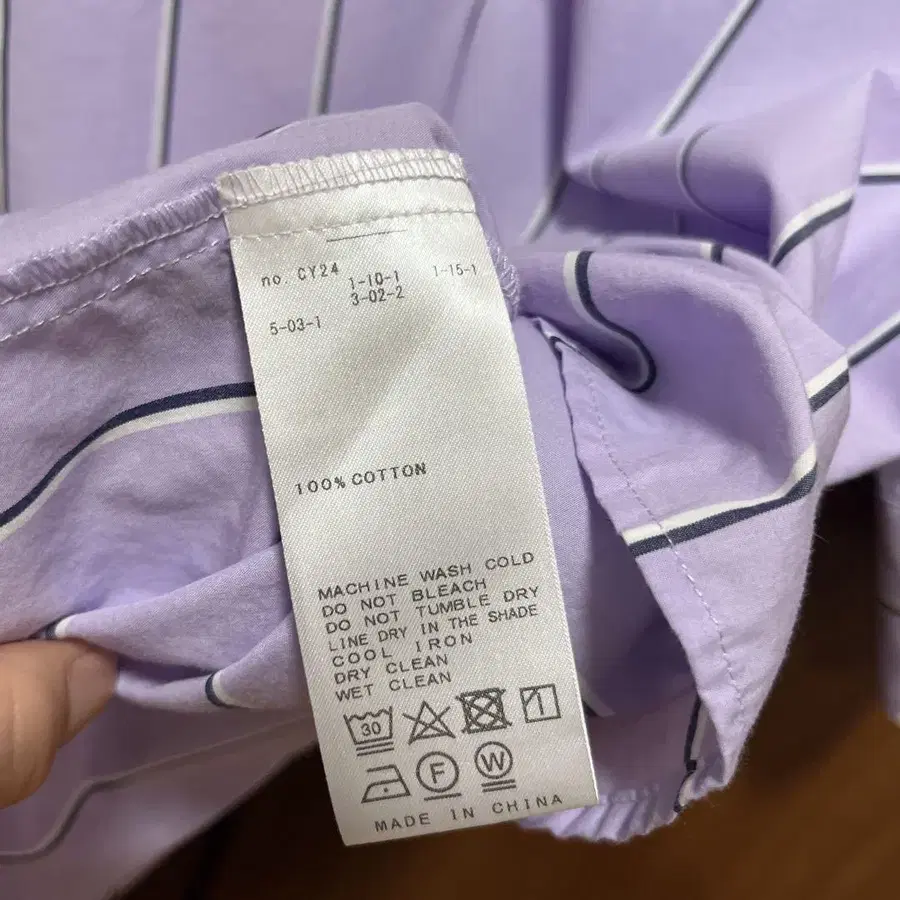 no. CY24 1-10-1 1-15-1
3-02-2
5-03-1
100% COTTON
MACHINE WASH COLD
DO NOT BLEACH
DO NOT TUMBLE DRY
LINE DRY IN THE SHADE
COOL IRON
DRY CLEAN
WET CLEAN
30
F W
MADE IN CHINA